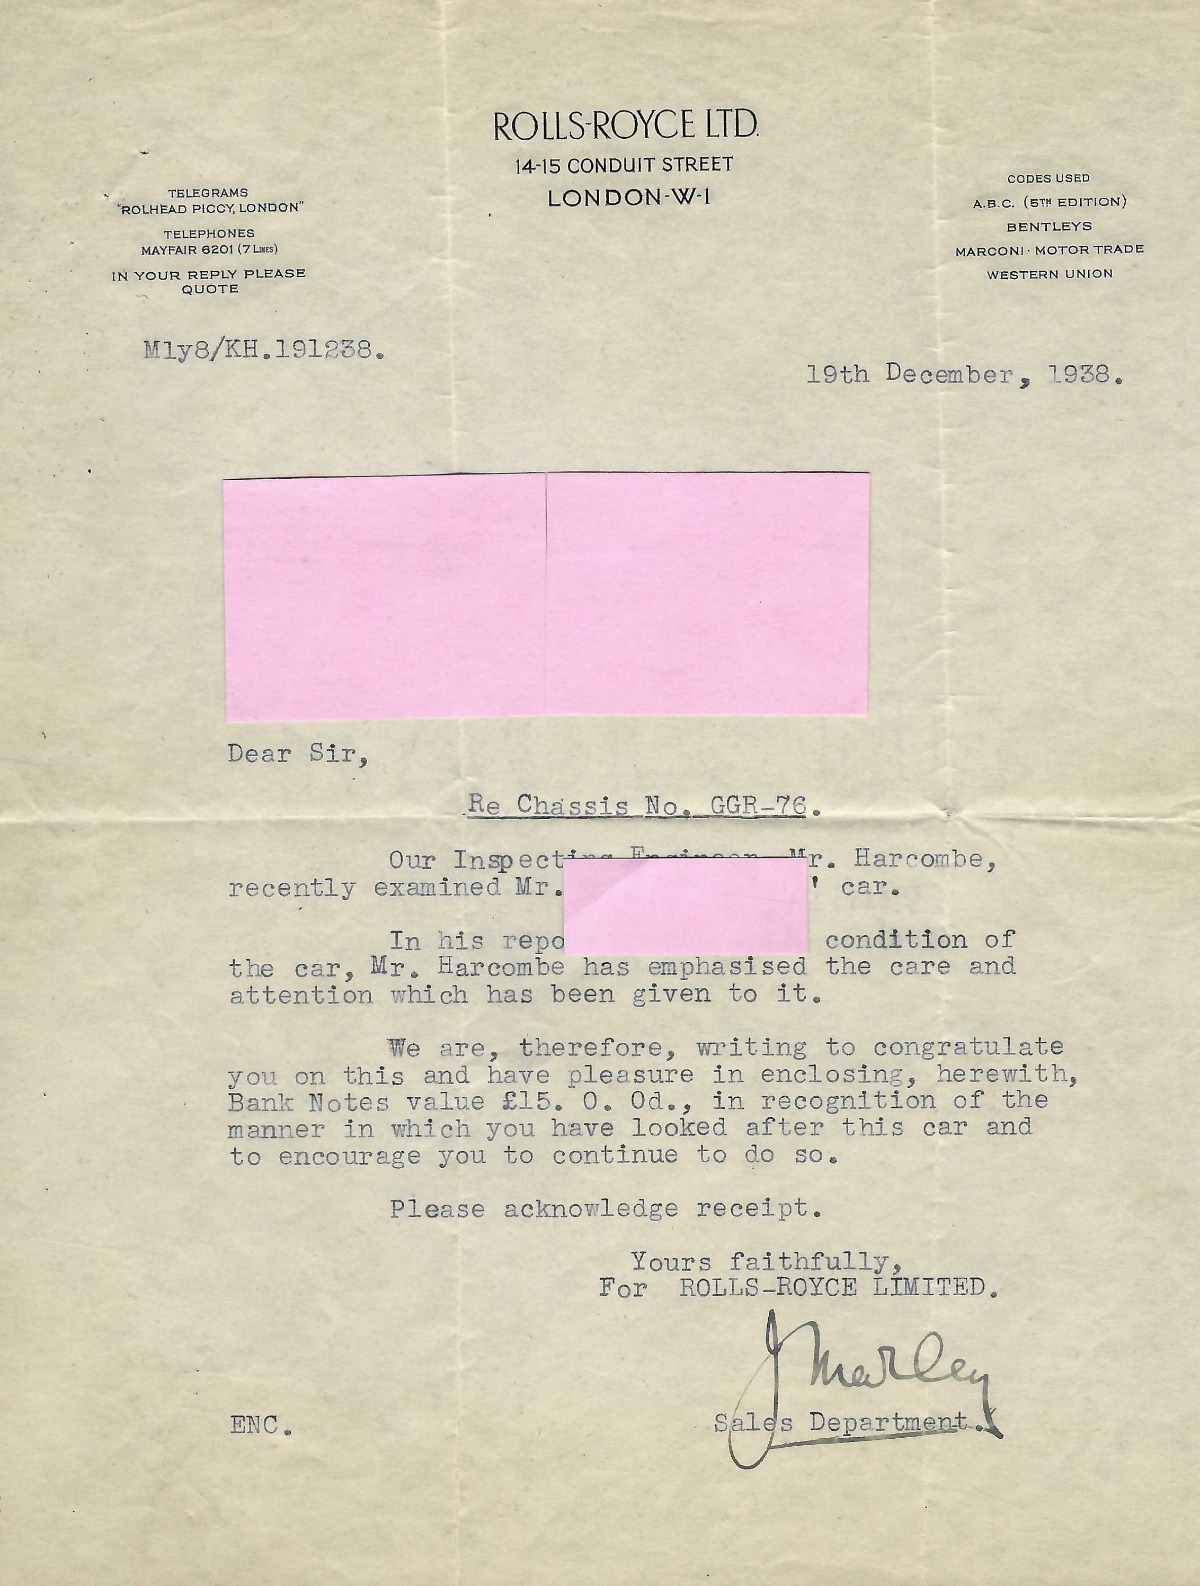 ROLLS-ROYCE LTD.
14-15 CONDUIT STREET
LONDON-W-1
TELEGRAMS
"ROLHEAD PICCY, LONDON"
TELEPHONES
MAYFAIR 6201 (7 LINES)
IN YOUR REPLY PLEASE
QUOTE
CODES USED
A.B.C. (5TH EDITION)
BENTLEYS
MARCONI · MOTOR TRADE
WESTERN UNION
Mly8/KH.191238.
19th December, 1938.
Dear Sir,
Re Chassis No. GGR-76.
Our Inspecting Engineer, Mr. Harcombe,
recently examined Mr. ' car.
In his repo condition of
the car, Mr. Harcombe has emphasised the care and
attention which has been given to it.
We are, therefore, writing to congratulate
you on this and have pleasure in enclosing, herewith,
Bank Notes value £15. 0. 0d., in recognition of the
manner in which you have looked after this car and
to encourage you to continue to do so.
Please acknowledge receipt.
Yours faithfully,
For ROLLS-ROYCE LIMITED.
J Marley
Sales Department.
ENC.